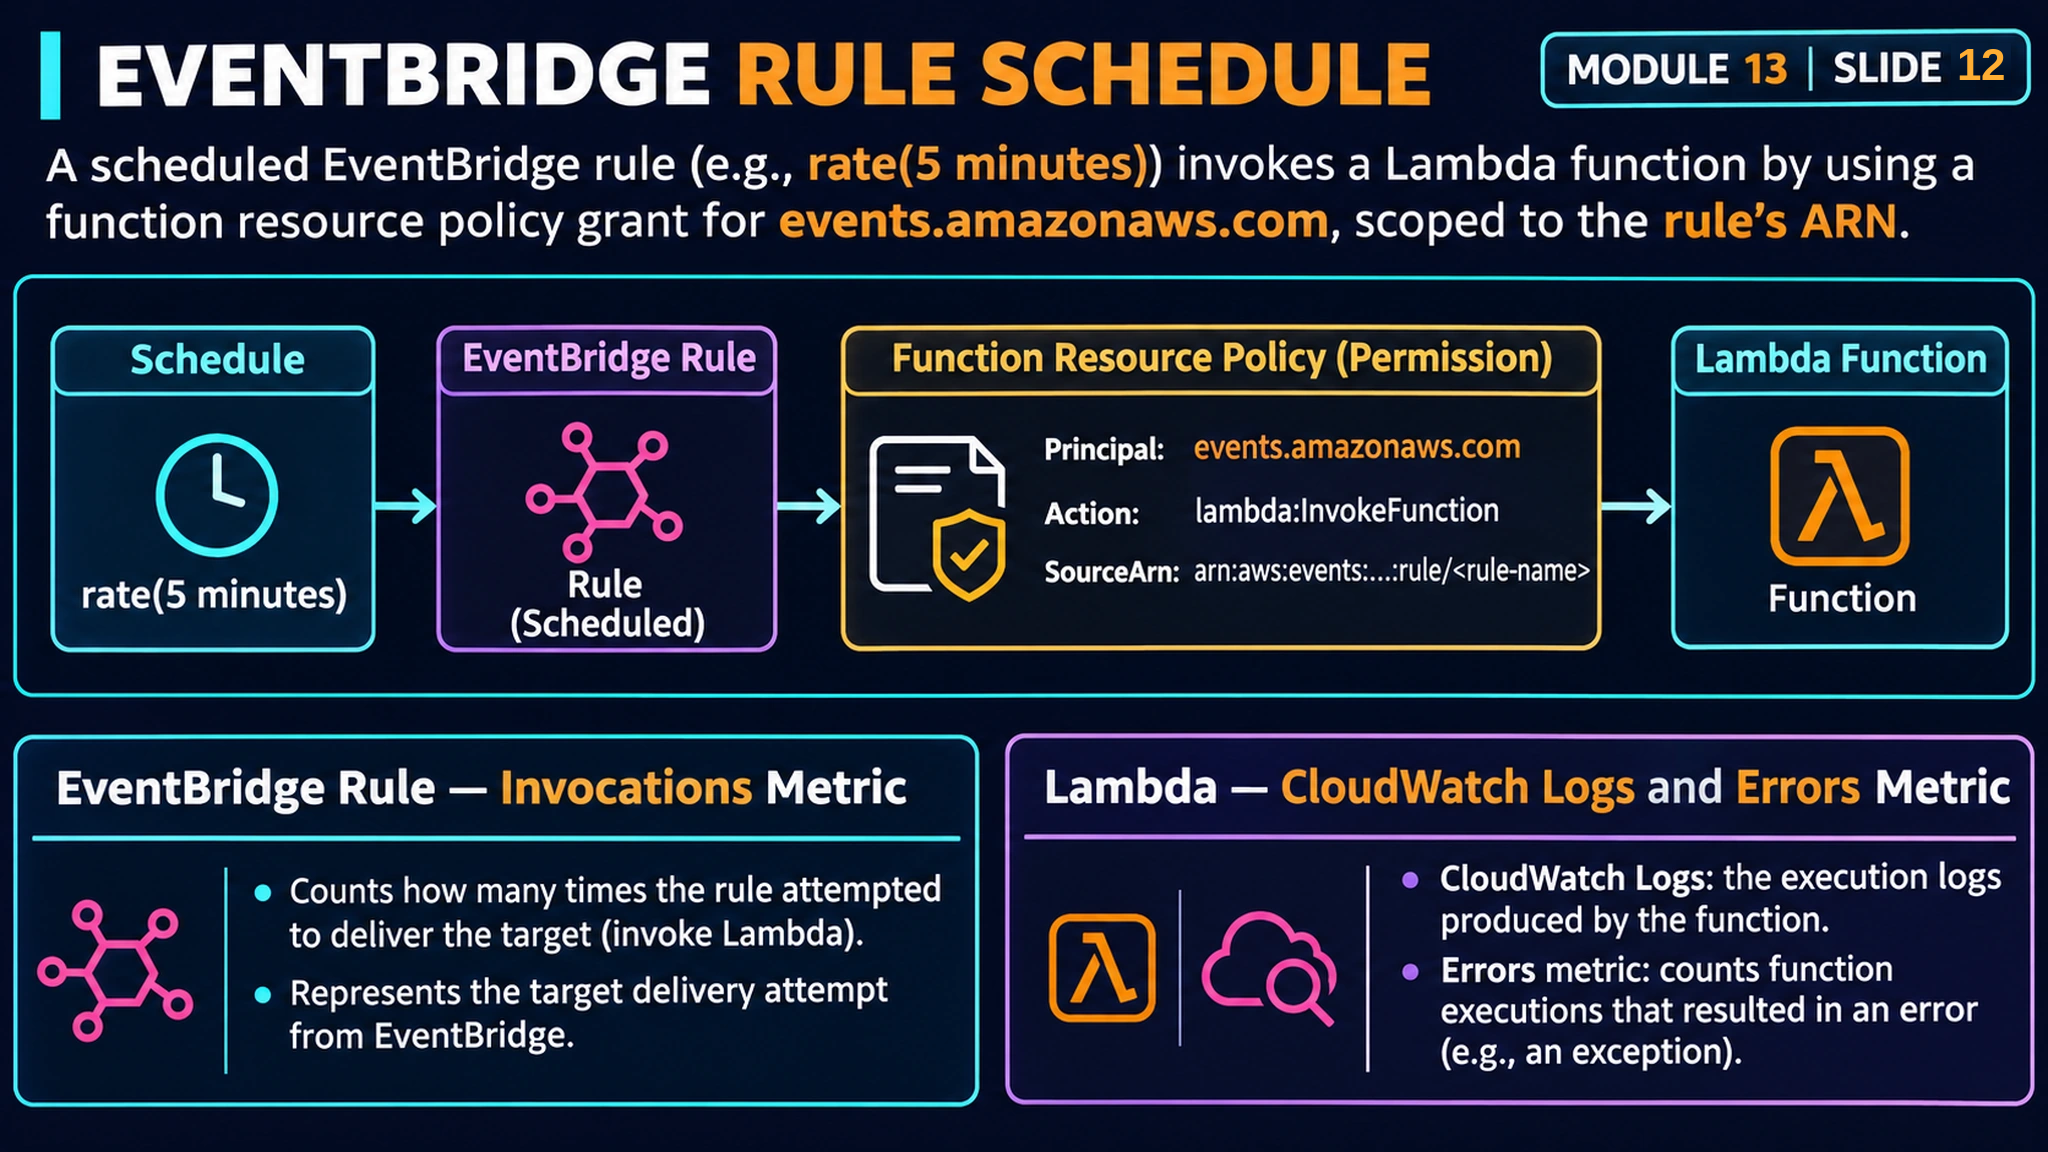 EVENTBRIDGE RULE SCHEDULE
MODULE 13 | SLIDE 12
A scheduled EventBridge rule (e.g., rate(5 minutes)) invokes a Lambda function by using a
function resource policy grant for events.amazonaws.com, scoped to the rule’s ARN.
Schedule
rate(5 minutes)
EventBridge Rule
Rule
(Scheduled)
Function Resource Policy (Permission)
Principal: events.amazonaws.com
Action: lambda:InvokeFunction
SourceArn: arn:aws:events:...:rule/<rule-name>
Lambda Function
Function
EventBridge Rule — Invocations Metric
• Counts how many times the rule attempted
to deliver the target (invoke Lambda).
• Represents the target delivery attempt
from EventBridge.
Lambda — CloudWatch Logs and Errors Metric
• CloudWatch Logs: the execution logs
produced by the function.
• Errors metric: counts function
executions that resulted in an error
(e.g., an exception).